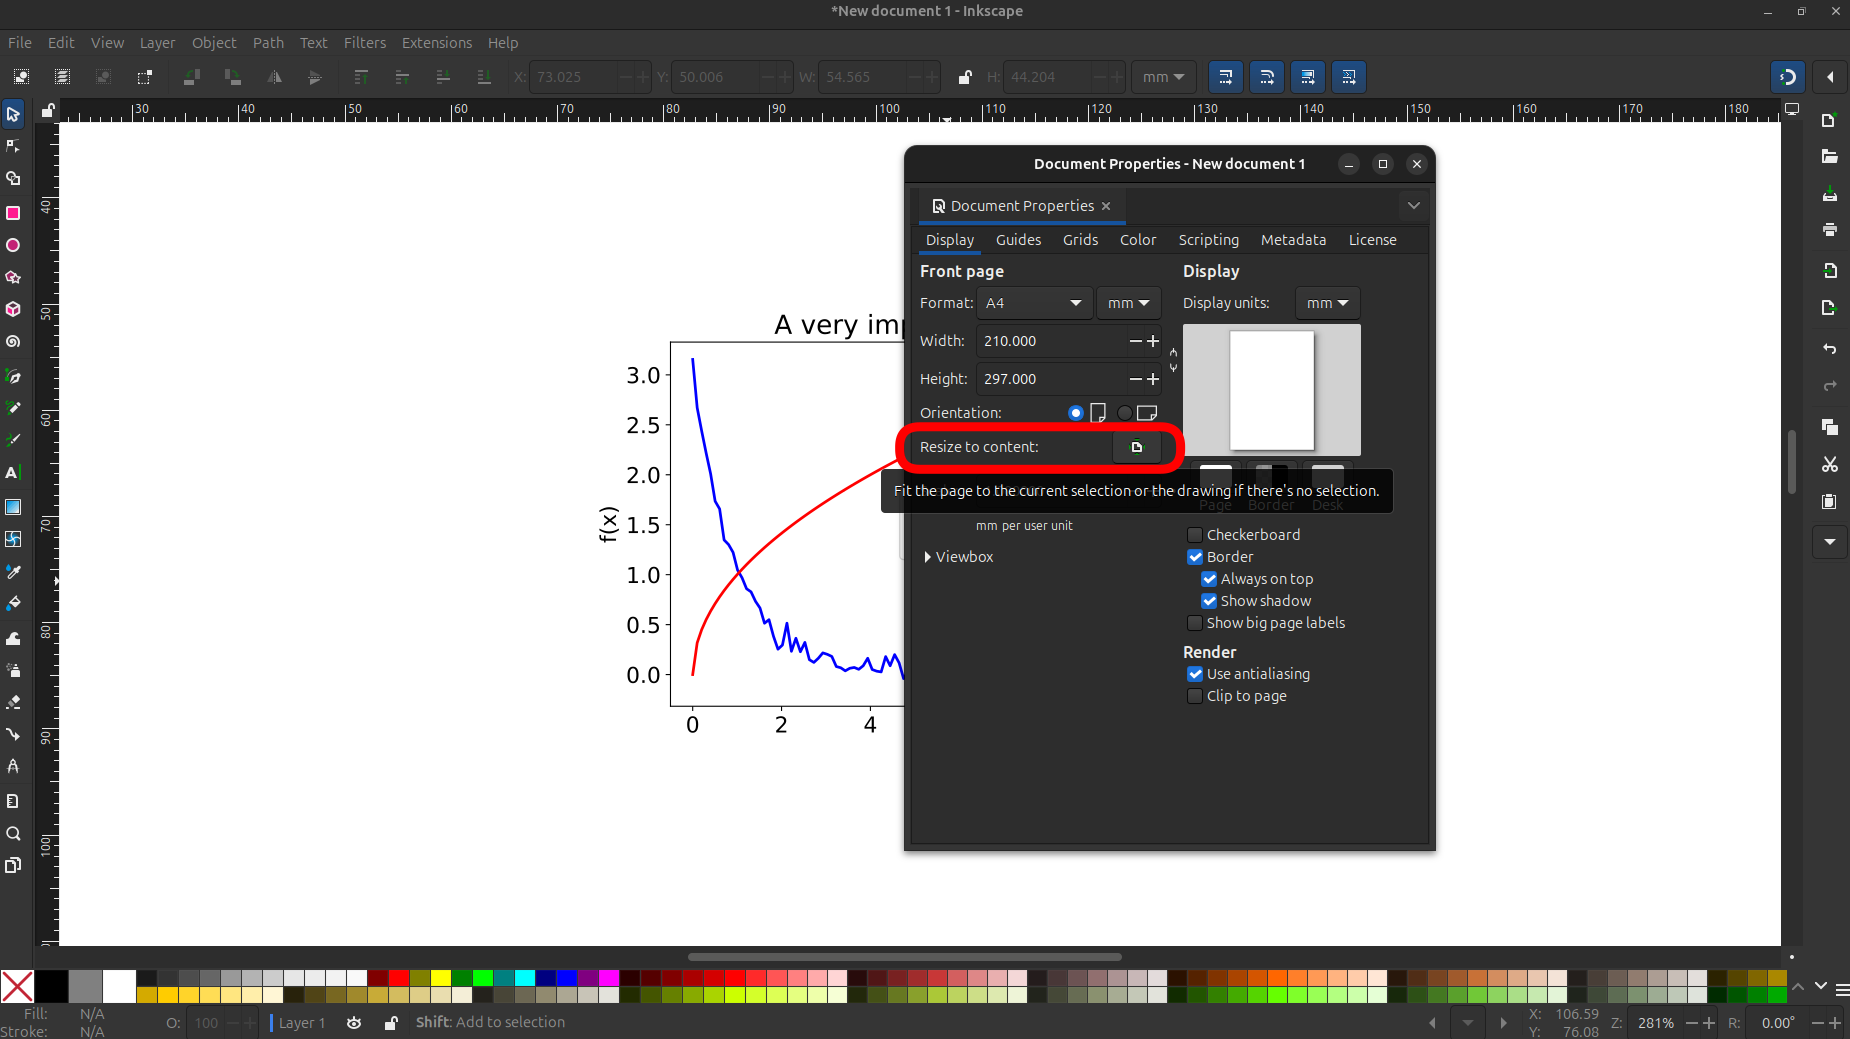 *New document 1 - Inkscape
File Edit View Layer Object Path Text Filters Extensions Help
X: 73.025 Y: 50.006 W: 54.565 H: 44.204 mm
30 40 50 60 70 80 90 100 110 120 130 140 150 160 170 180
40
50
60
70
80
90
100
A very imp
3.0
2.5
2.0
1.5
1.0
0.5
0.0
f(x)
0 2 4
Document Properties - New document 1
Document Properties
Display Guides Grids Color Scripting Metadata License
Front page
Format: A4 mm
Width: 210.000
Height: 297.000
Orientation:
Resize to content:
Fit the page to the current selection or the drawing if there's no selection.
mm per user unit
Viewbox
Display
Display units: mm
Page Border Desk
Checkerboard
Border
Always on top
Show shadow
Show big page labels
Render
Use antialiasing
Clip to page
Fill: N/A
Stroke: N/A
O: 100
Layer 1
Shift: Add to selection
X: 106.59
Y: 76.08
Z: 281%
R: 0.00°